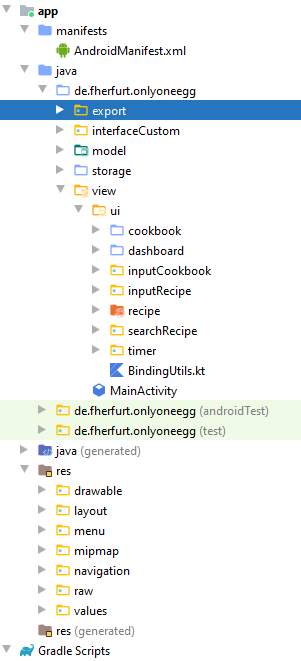 app
manifests
AndroidManifest.xml
java
de.fherfurt.onlyoneegg
export
interfaceCustom
model
storage
view
ui
cookbook
dashboard
inputCookbook
inputRecipe
recipe
searchRecipe
timer
BindingUtils.kt
MainActivity
de.fherfurt.onlyoneegg (androidTest)
de.fherfurt.onlyoneegg (test)
java (generated)
res
drawable
layout
menu
mipmap
navigation
raw
values
res (generated)
Gradle Scripts